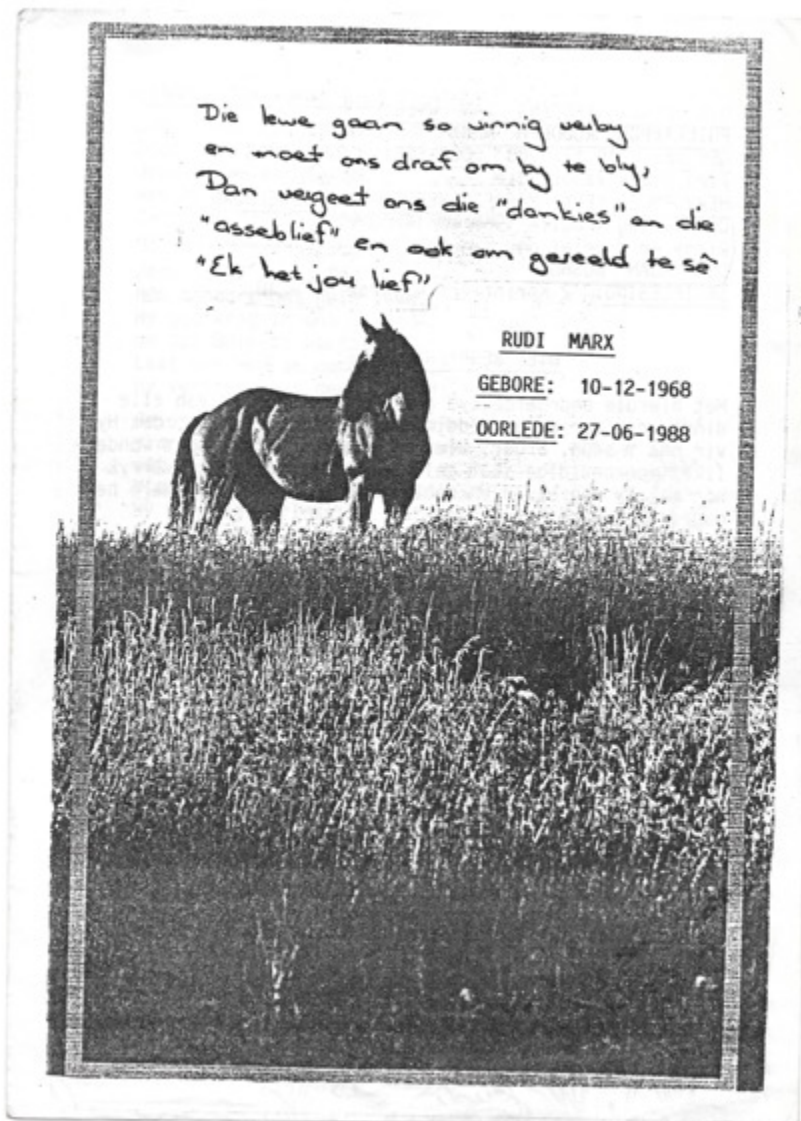 Die lewe gaan so vinnig verby
en moet ons draf om by te bly,
Dan vergeet ons die "dankies" en die
"asseblief" en ook om gereeld te sê
"Ek het jou lief"
RUDI MARX
GEBORE: 10-12-1968
OORLEDE: 27-06-1988